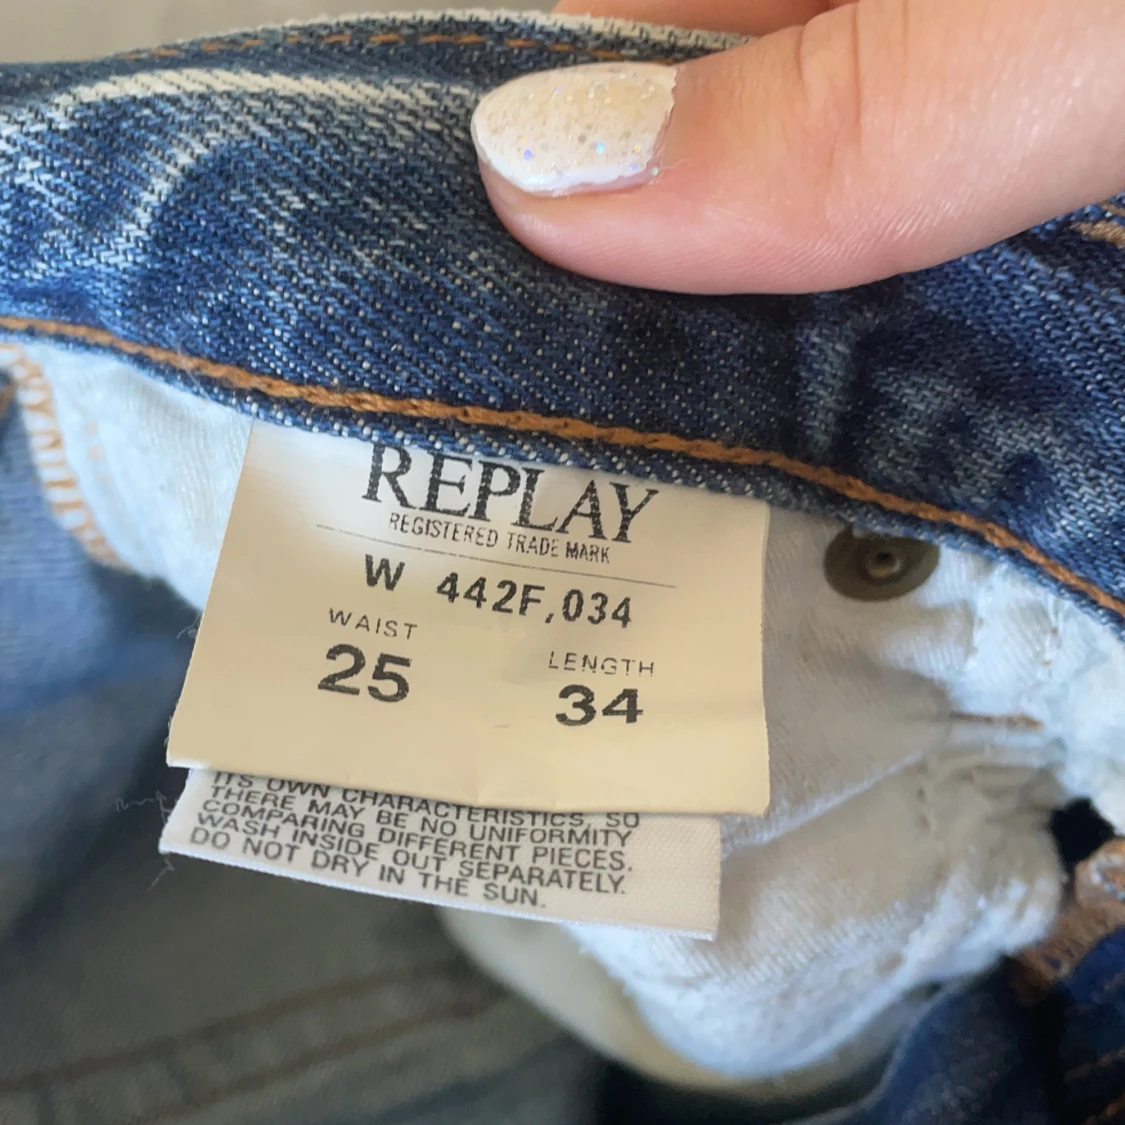 REPLAY
REGISTERED TRADE MARK
W 442F,034
WAIST
25
LENGTH
34
ITS OWN CHARACTERISTICS, SO
THERE MAY BE NO UNIFORMITY
COMPARING DIFFERENT PIECES.
WASH INSIDE OUT SEPARATELY.
DO NOT DRY IN THE SUN.